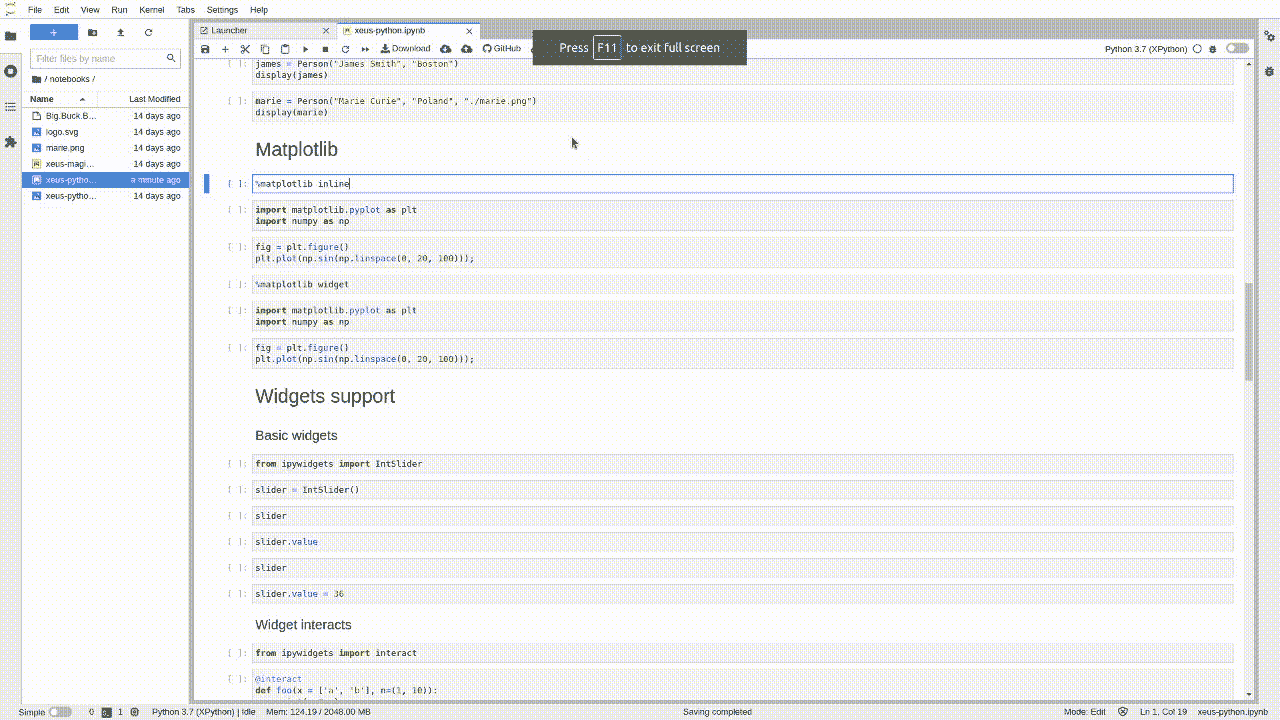 File Edit View Run Kernel Tabs Settings Help
Filter files by name
/ notebooks /
Name Last Modified
Big.Buck.B... 14 days ago
logo.svg 14 days ago
marie.png 14 days ago
xeus-magi... 14 days ago
xeus-pytho... a minute ago
xeus-pytho... 14 days ago
Launcher
xeus-python.ipynb
Download GitHub
Press F11 to exit full screen
Python 3.7 (XPython)
james = Person("James Smith", "Boston")
display(james)
[ ]: marie = Person("Marie Curie", "Poland", "./marie.png")
display(marie)
Matplotlib
[ ]: %matplotlib inline
[ ]: import matplotlib.pyplot as plt
import numpy as np
[ ]: fig = plt.figure()
plt.plot(np.sin(np.linspace(0, 20, 100)));
[ ]: %matplotlib widget
[ ]: import matplotlib.pyplot as plt
import numpy as np
[ ]: fig = plt.figure()
plt.plot(np.sin(np.linspace(0, 20, 100)));
Widgets support
Basic widgets
[ ]: from ipywidgets import IntSlider
[ ]: slider = IntSlider()
[ ]: slider
[ ]: slider.value
[ ]: slider
[ ]: slider.value = 36
Widget interacts
[ ]: from ipywidgets import interact
[ ]: @interact
def foo(x = ['a', 'b'], n=(1, 10)):
Simple 0 1 Python 3.7 (XPython) | Idle Mem: 124.19 / 2048.00 MB Saving completed Mode: Edit Ln 1, Col 19 xeus-python.ipynb